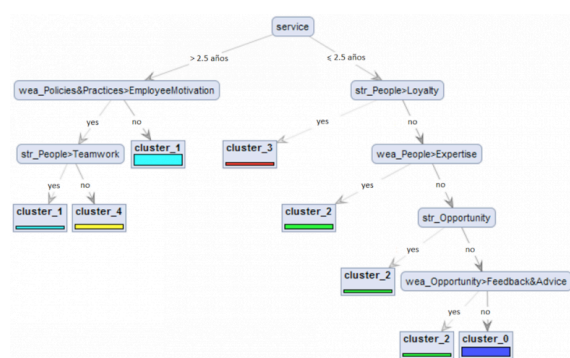 service
> 2.5 años
≤ 2.5 años
wea_Policies&Practices>EmployeeMotivation
str_People>Loyalty
yes
no
yes
no
str_People>Teamwork
cluster_1
cluster_3
wea_People>Expertise
yes
no
yes
no
cluster_1
cluster_4
cluster_2
str_Opportunity
yes
no
cluster_2
wea_Opportunity>Feedback&Advice
yes
no
cluster_2
cluster_0